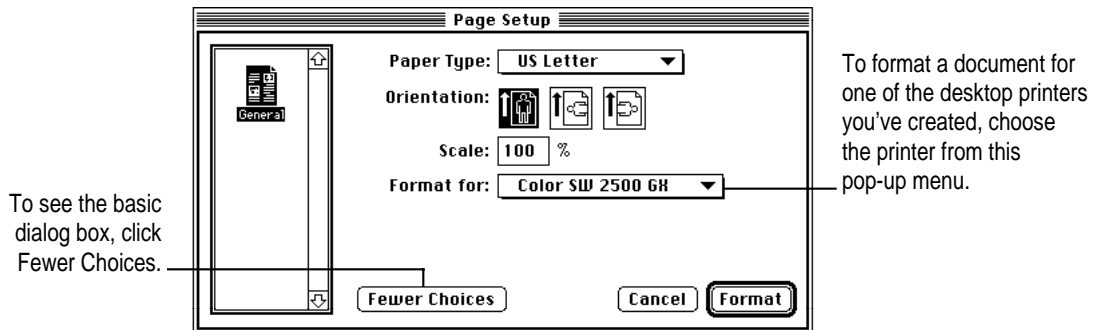 Page Setup
General
Paper Type: US Letter
Orientation:
Scale: 100 %
Format for: Color SW 2500 GX
Fewer Choices
Cancel
Format
To format a document for
one of the desktop printers
you've created, choose
the printer from this
pop-up menu.
To see the basic
dialog box, click
Fewer Choices.